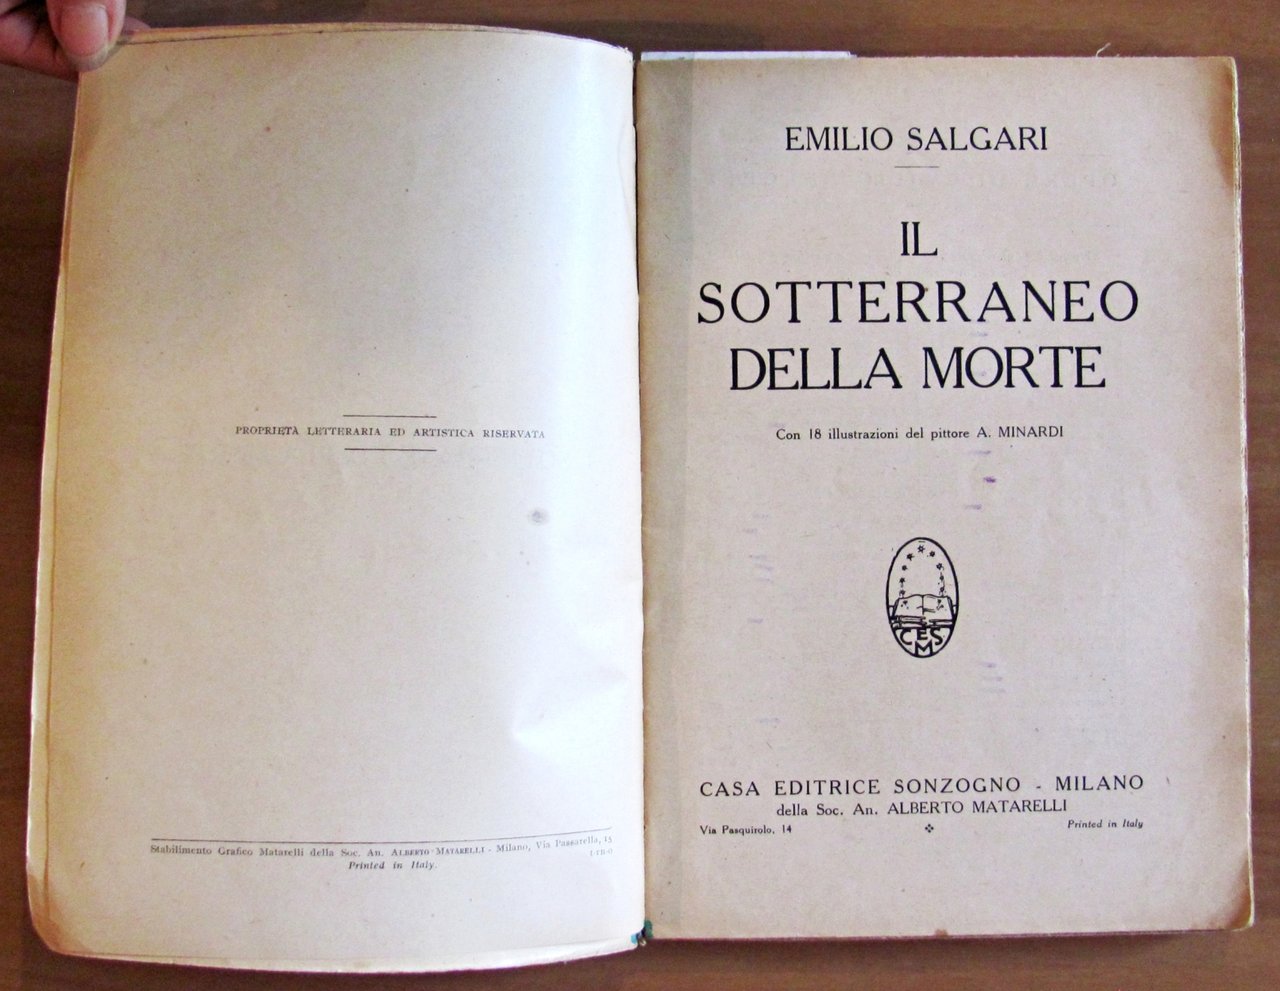 PROPRIETÀ LETTERARIA ED ARTISTICA RISERVATA
Stabilimento Grafico Matarelli della Soc. An. ALBERTO MATARELLI - Milano, Via Passarella, 15
Printed in Italy.
EMILIO SALGARI
IL
SOTTERRANEO
DELLA MORTE
Con 18 illustrazioni del pittore A. MINARDI
CESM
CASA EDITRICE SONZOGNO - MILANO
della Soc. An. ALBERTO MATARELLI
Via Pasquirolo, 14 Printed in Italy